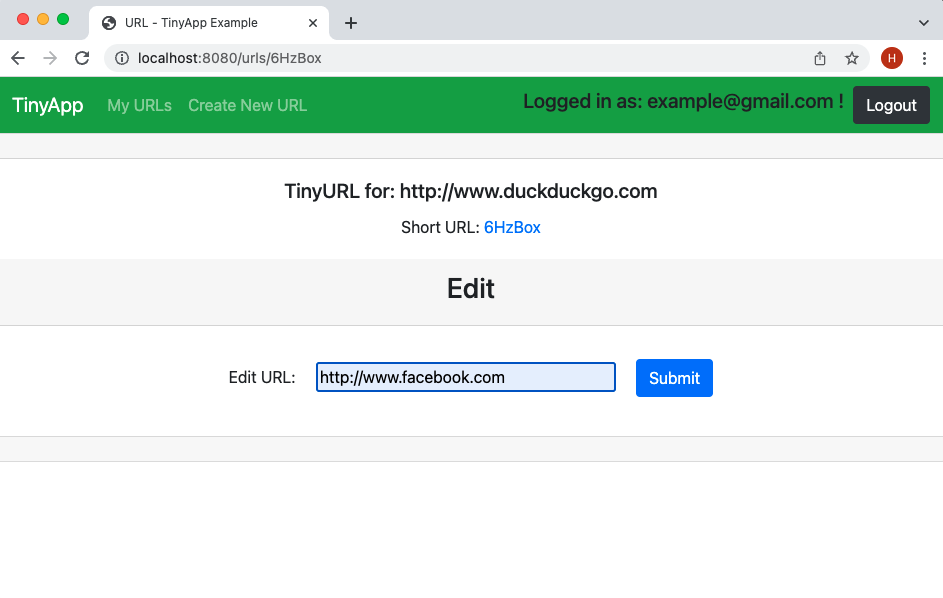 URL - TinyApp Example
localhost:8080/urls/6HzBox
H
TinyApp My URLs Create New URL Logged in as: example@gmail.com ! Logout
TinyURL for: http://www.duckduckgo.com
Short URL: 6HzBox
Edit
Edit URL: http://www.facebook.com Submit